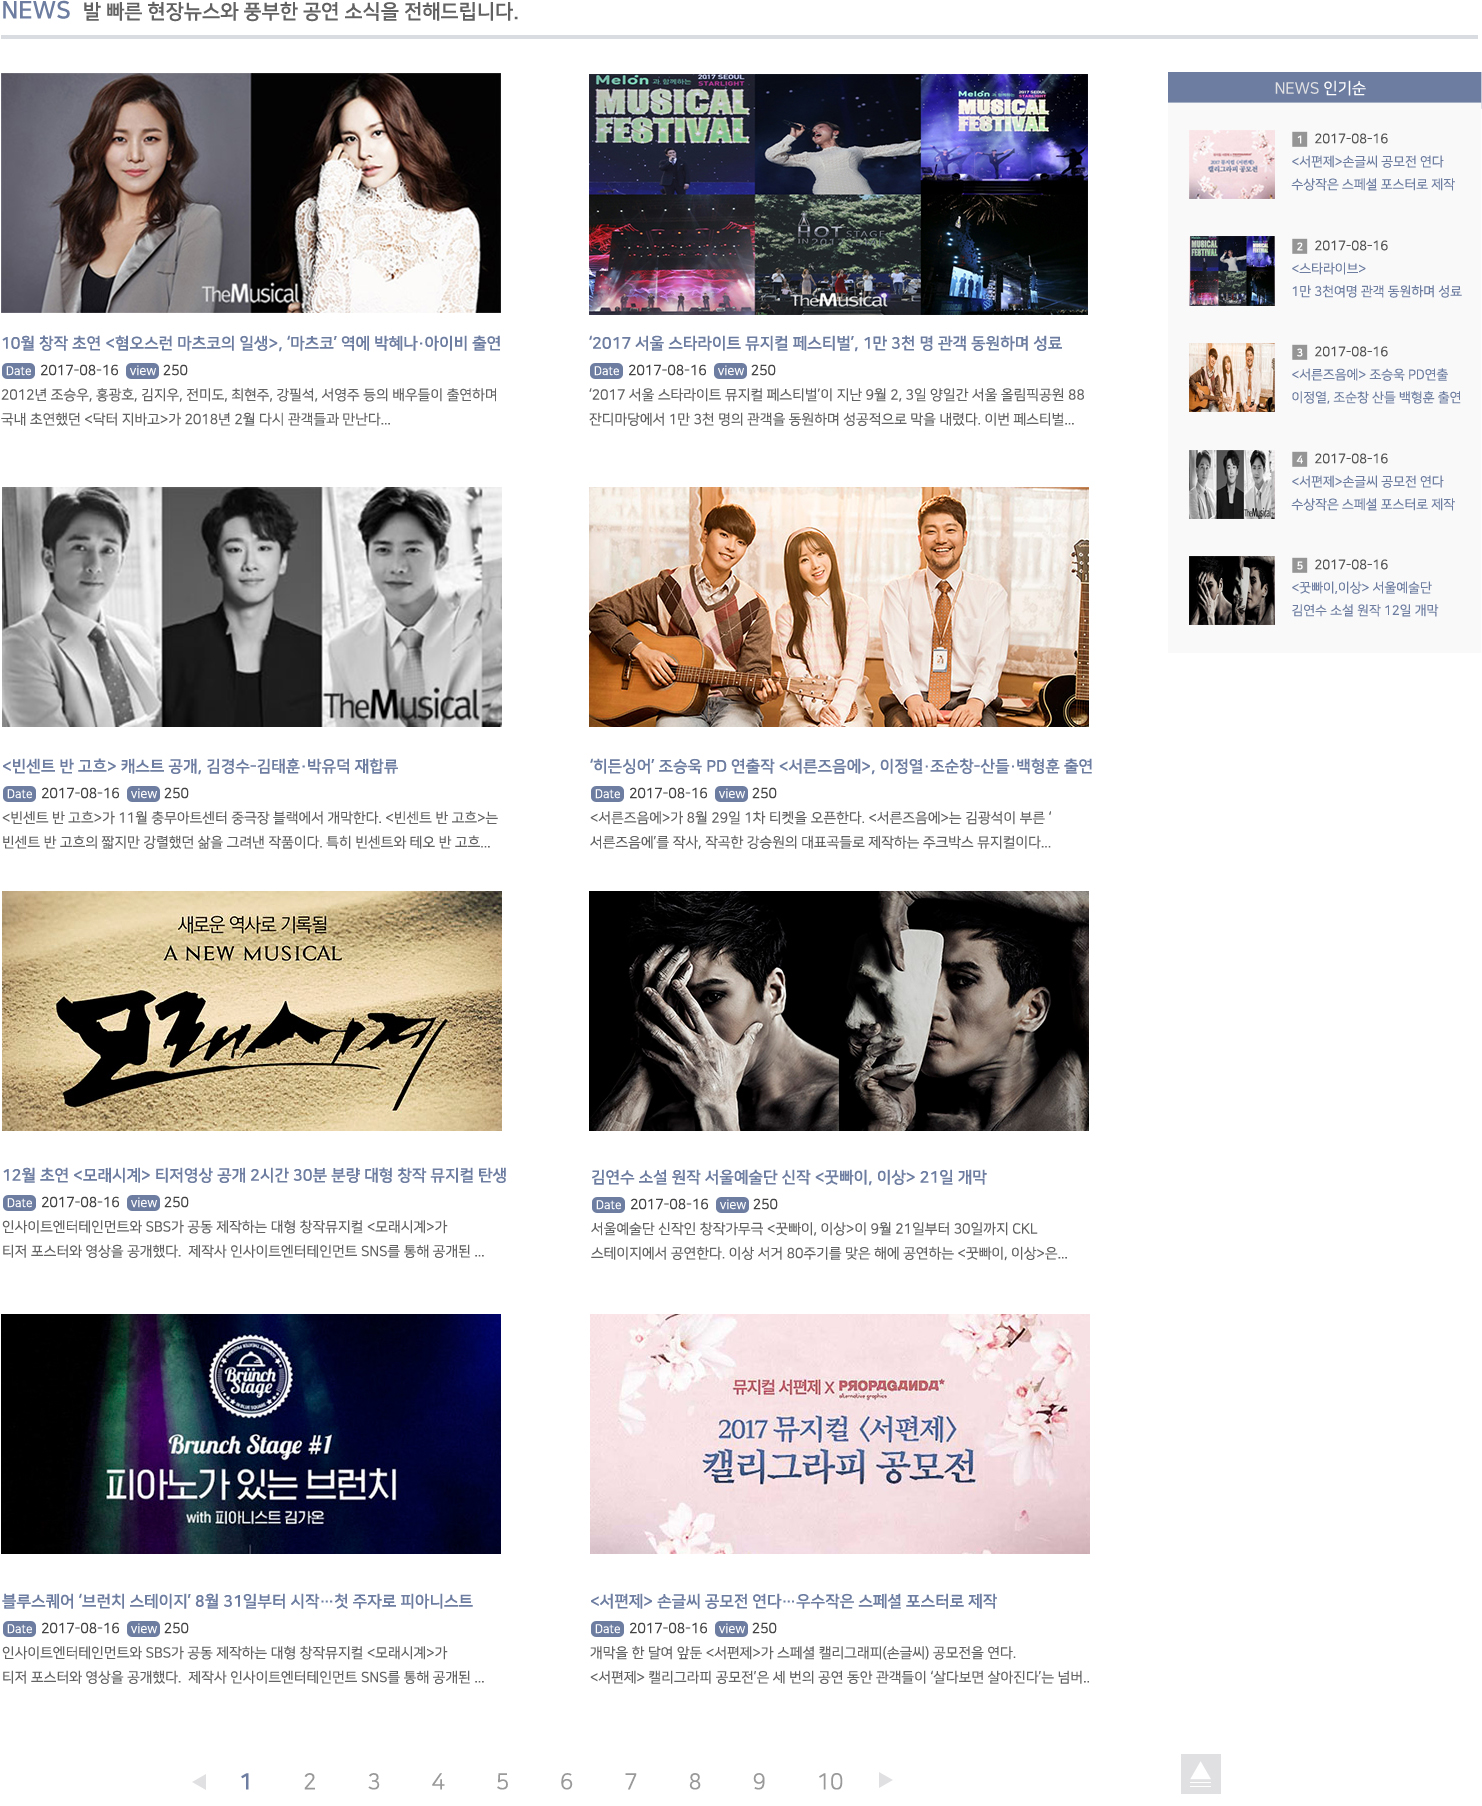 NEWS 발 빠른 현장뉴스와 풍부한 공연 소식을 전해드립니다.
TheMusical
10월 창작 초연 <혐오스런 마츠코의 일생>, ‘마츠코’ 역에 박혜나·아이비 출연
Date 2017-08-16 view 250
2012년 조승우, 홍광호, 김지우, 전미도, 최현주, 강필석, 서영주 등의 배우들이 출연하며
국내 초연했던 <닥터 지바고>가 2018년 2월 다시 관객들과 만난다...
Melon 과 함께하는 2017 SEOUL STARLIGHT
MUSICAL
FESTIVAL
Melon 과 함께하는 2017 SEOUL STARLIGHT
MUSICAL
FESTIVAL
HOT STAGE
IN 201
TheMusical
‘2017 서울 스타라이트 뮤지컬 페스티벌’, 1만 3천 명 관객 동원하며 성료
Date 2017-08-16 view 250
‘2017 서울 스타라이트 뮤지컬 페스티벌’이 지난 9월 2, 3일 양일간 서울 올림픽공원 88
잔디마당에서 1만 3천 명의 관객을 동원하며 성공적으로 막을 내렸다. 이번 페스티벌...
TheMusical
<빈센트 반 고흐> 캐스트 공개, 김경수-김태훈·박유덕 재합류
Date 2017-08-16 view 250
<빈센트 반 고흐>가 11월 충무아트센터 중극장 블랙에서 개막한다. <빈센트 반 고흐>는
빈센트 반 고흐의 짧지만 강렬했던 삶을 그려낸 작품이다. 특히 빈센트와 테오 반 고흐...
‘히든싱어’ 조승욱 PD 연출작 <서른즈음에>, 이정열·조순창-산들·백형훈 출연
Date 2017-08-16 view 250
<서른즈음에>가 8월 29일 1차 티켓을 오픈한다. <서른즈음에>는 김광석이 부른 ‘
서른즈음에’를 작사, 작곡한 강승원의 대표곡들로 제작하는 주크박스 뮤지컬이다...
새로운 역사로 기록될
A NEW MUSICAL
모래시계
12월 초연 <모래시계> 티저영상 공개 2시간 30분 분량 대형 창작 뮤지컬 탄생
Date 2017-08-16 view 250
인사이트엔터테인먼트와 SBS가 공동 제작하는 대형 창작뮤지컬 <모래시계>가
티저 포스터와 영상을 공개했다. 제작사 인사이트엔터테인먼트 SNS를 통해 공개된 ...
김연수 소설 원작 서울예술단 신작 <꾿빠이, 이상> 21일 개막
Date 2017-08-16 view 250
서울예술단 신작인 창작가무극 <꾿빠이, 이상>이 9월 21일부터 30일까지 CKL
스테이지에서 공연한다. 이상 서거 80주기를 맞은 해에 공연하는 <꾿빠이, 이상>은...
Brünch
Stage
IN BLUE SQUARE
Brunch Stage #1
피아노가 있는 브런치
with 피아니스트 김가온
블루스퀘어 ‘브런치 스테이지’ 8월 31일부터 시작…첫 주자로 피아니스트
Date 2017-08-16 view 250
인사이트엔터테인먼트와 SBS가 공동 제작하는 대형 창작뮤지컬 <모래시계>가
티저 포스터와 영상을 공개했다. 제작사 인사이트엔터테인먼트 SNS를 통해 공개된 ...
뮤지컬 서편제 X PROPAGANDA*
alternative graphics
2017 뮤지컬 〈서편제〉
캘리그라피 공모전
<서편제> 손글씨 공모전 연다…우수작은 스페셜 포스터로 제작
Date 2017-08-16 view 250
개막을 한 달여 앞둔 <서편제>가 스페셜 캘리그래피(손글씨) 공모전을 연다.
<서편제> 캘리그라피 공모전’은 세 번의 공연 동안 관객들이 ‘살다보면 살아진다’는 넘버..
NEWS 인기순
2017 뮤지컬 〈서편제〉
캘리그라피 공모전
1 2017-08-16
<서편제>손글씨 공모전 연다
수상작은 스페셜 포스터로 제작
MUSICAL
FESTIVAL
2 2017-08-16
<스타라이브>
1만 3천여명 관객 동원하며 성료
3 2017-08-16
<서른즈음에> 조승욱 PD연출
이정열, 조순창 산들 백형훈 출연
TheMusical
4 2017-08-16
<서편제>손글씨 공모전 연다
수상작은 스페셜 포스터로 제작
5 2017-08-16
<꾿빠이,이상> 서울예술단
김연수 소설 원작 12일 개막
1 2 3 4 5 6 7 8 9 10